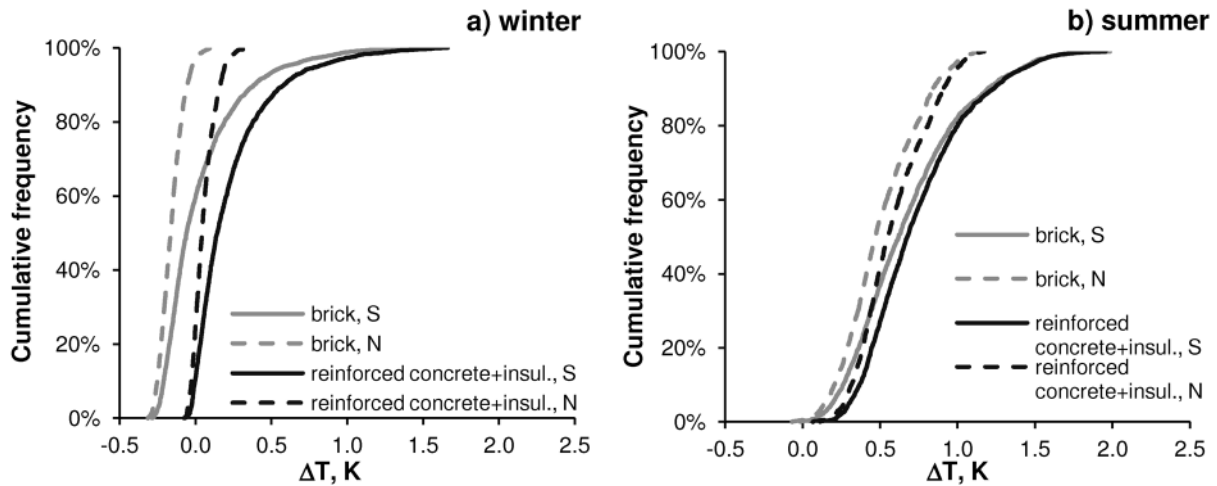 a) winter
100%
80%
60%
40%
20%
0%
Cumulative frequency
brick, S
brick, N
reinforced concrete+insul., S
reinforced concrete+insul., N
-0.5 0.0 0.5 1.0 1.5 2.0 2.5
ΔT, K
b) summer
100%
80%
60%
40%
20%
0%
Cumulative frequency
brick, S
brick, N
reinforced
concrete+insul., S
reinforced
concrete+insul., N
-0.5 0.0 0.5 1.0 1.5 2.0 2.5
ΔT, K